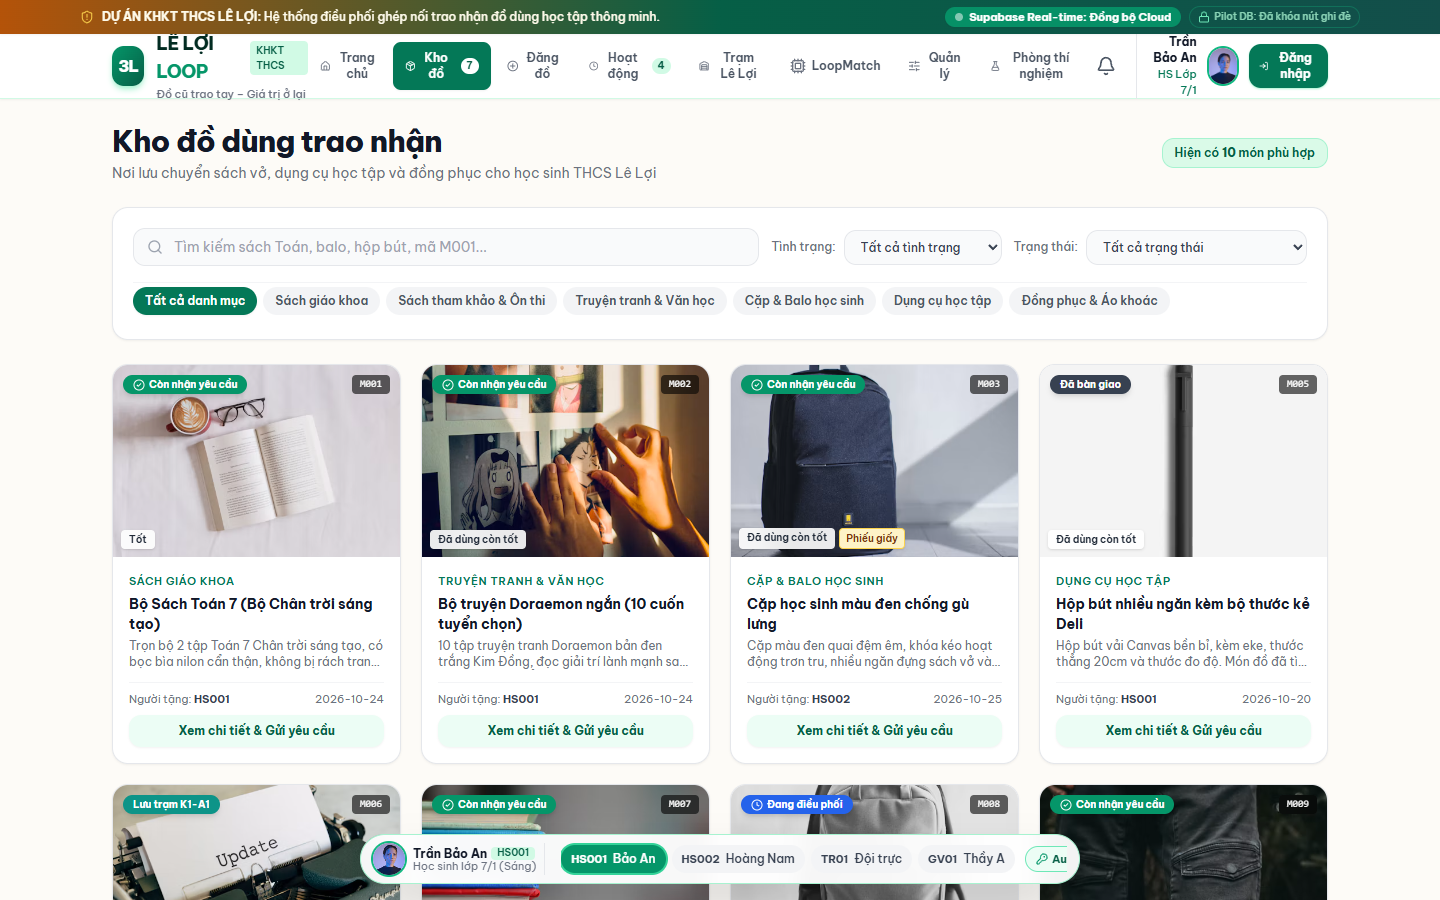 DỰ ÁN KHKT THCS LÊ LỢI: Hệ thống điều phối ghép nối trao nhận đồ dùng học tập thông minh.
Supabase Real-time: Đồng bộ Cloud
Pilot DB: Đã khóa nút ghi đè
3L
LÊ LỢI
LOOP
KHKT
THCS
Đồ cũ trao tay – Giá trị ở lại
Trang
chủ
Kho
đồ
7
Đăng
đồ
Hoạt
động
4
Trạm
Lê Lợi
LoopMatch
Quản
lý
Phòng thí
nghiệm
Trần
Bảo An
HS Lớp
7/1
Đăng
nhập
Kho đồ dùng trao nhận
Nơi lưu chuyển sách vở, dụng cụ học tập và đồng phục cho học sinh THCS Lê Lợi
Hiện có 10 món phù hợp
Tìm kiếm sách Toán, balo, hộp bút, mã M001...
Tình trạng:
Tất cả tình trạng
Trạng thái:
Tất cả trạng thái
Tất cả danh mục
Sách giáo khoa
Sách tham khảo & Ôn thi
Truyện tranh & Văn học
Cặp & Balo học sinh
Dụng cụ học tập
Đồng phục & Áo khoác
Còn nhận yêu cầu
M001
Tốt
SÁCH GIÁO KHOA
Bộ Sách Toán 7 (Bộ Chân trời sáng
tạo)
Trọn bộ 2 tập Toán 7 Chân trời sáng tạo, có
bọc bìa nilon cẩn thận, không bị rách tran...
Người tặng: HS001
2026-10-24
Xem chi tiết & Gửi yêu cầu
Còn nhận yêu cầu
M002
Đã dùng còn tốt
TRUYỆN TRANH & VĂN HỌC
Bộ truyện Doraemon ngắn (10 cuốn
tuyển chọn)
10 tập truyện tranh Doraemon bản đen
trắng Kim Đồng, đọc giải trí lành mạnh sa...
Người tặng: HS001
2026-10-24
Xem chi tiết & Gửi yêu cầu
Còn nhận yêu cầu
M003
Đã dùng còn tốt
Phiếu giấy
CẶP & BALO HỌC SINH
Cặp học sinh màu đen chống gù
lưng
Cặp màu đen quai đệm êm, khóa kéo hoạt
động trơn tru, nhiều ngăn đựng sách vở và...
Người tặng: HS002
2026-10-25
Xem chi tiết & Gửi yêu cầu
Đã bàn giao
M005
Đã dùng còn tốt
DỤNG CỤ HỌC TẬP
Hộp bút nhiều ngăn kèm bộ thước kẻ
Deli
Hộp bút vải Canvas bền bỉ, kèm eke, thước
thẳng 20cm và thước đo độ. Món đồ đã tì...
Người tặng: HS001
2026-10-20
Xem chi tiết & Gửi yêu cầu
Lưu trạm K1-A1
M006
Update
Còn nhận yêu cầu
M007
Đang điều phối
M008
Còn nhận yêu cầu
M009
Trần Bảo An
HS001
Học sinh lớp 7/1 (Sáng)
HS001 Bảo An
HS002 Hoàng Nam
TR01 Đội trực
GV01 Thầy A
Au